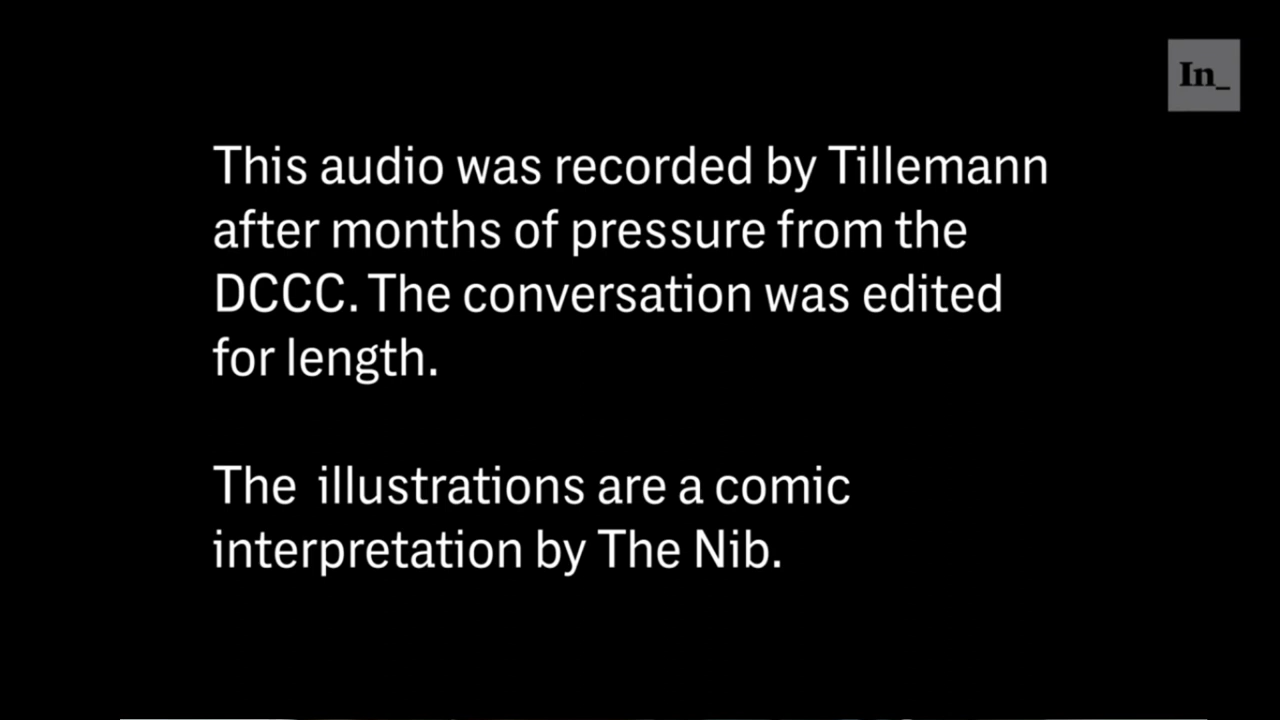 In_
This audio was recorded by Tillemann
after months of pressure from the
DCCC. The conversation was edited
for length.
The illustrations are a comic
interpretation by The Nib.